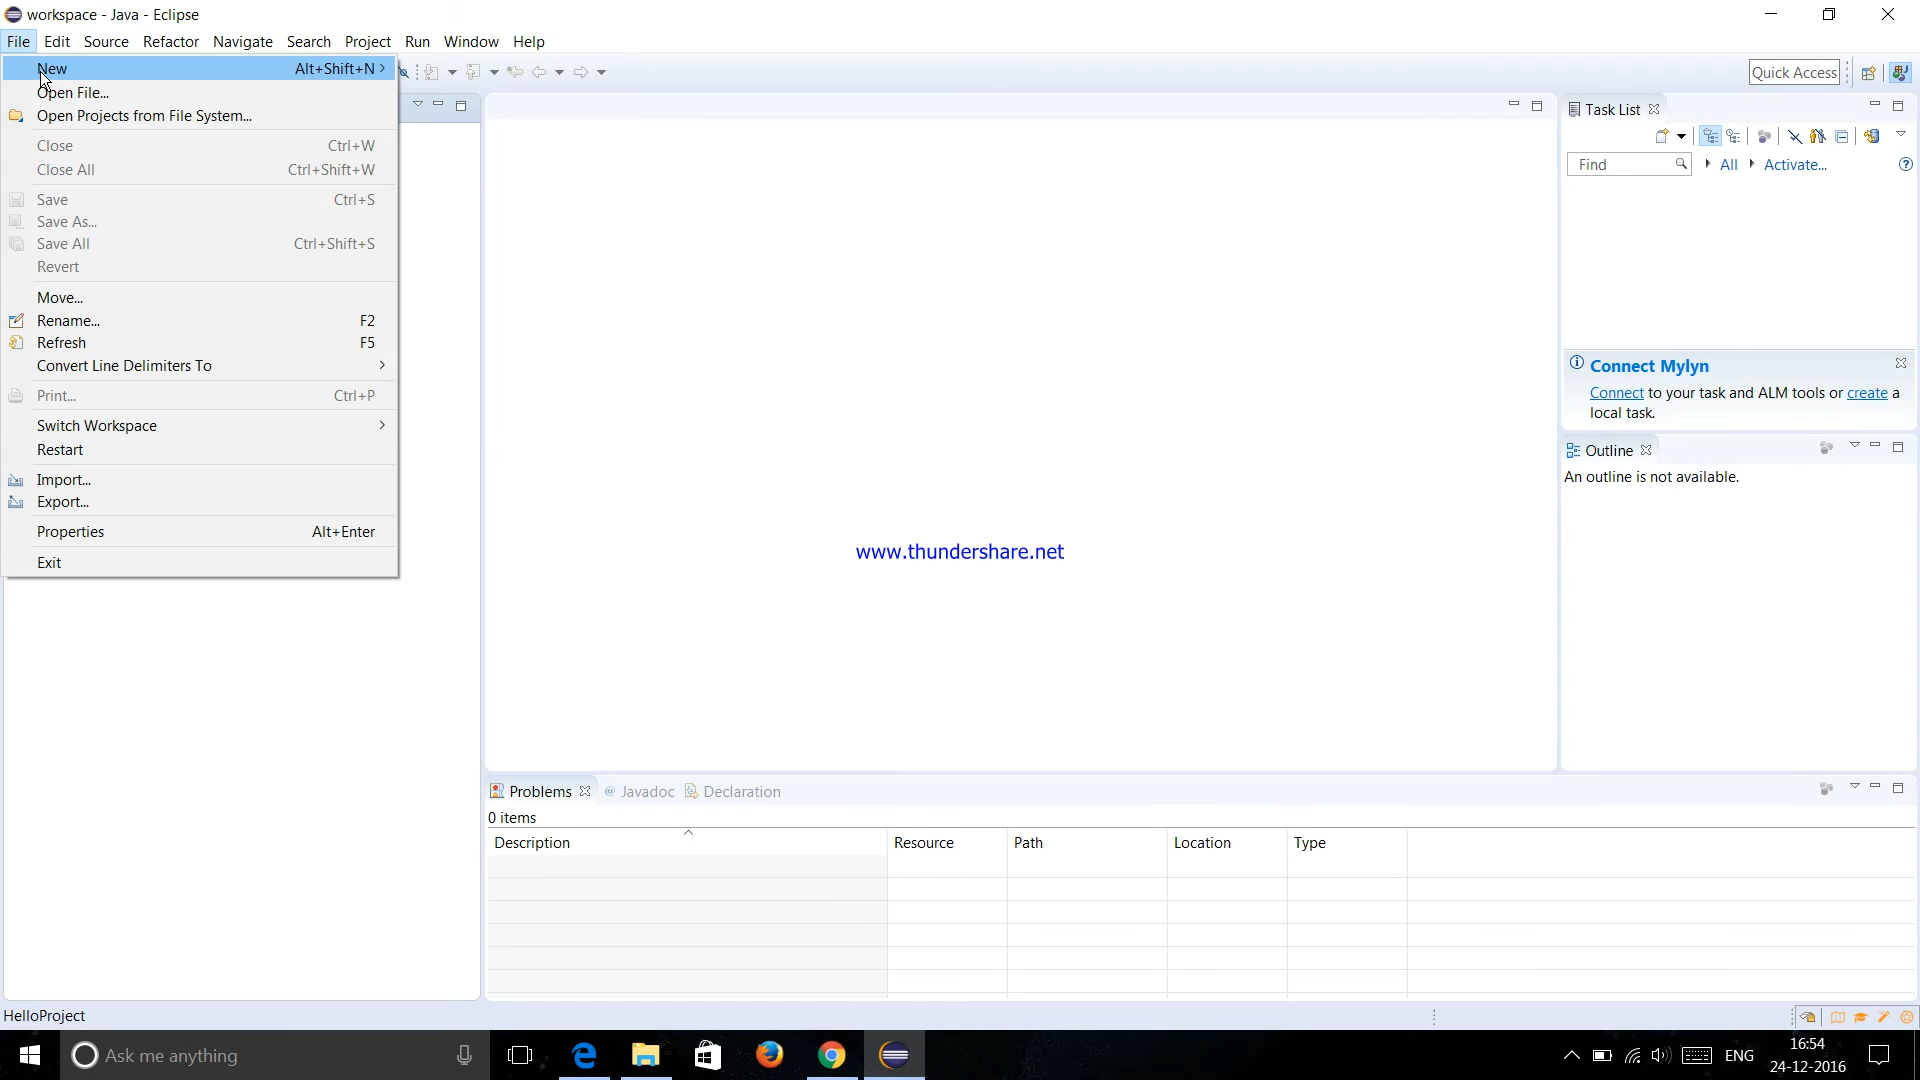 workspace - Java - Eclipse
File Edit Source Refactor Navigate Search Project Run Window Help
New Alt+Shift+N
Open File...
Open Projects from File System...
Close Ctrl+W
Close All Ctrl+Shift+W
Save Ctrl+S
Save As...
Save All Ctrl+Shift+S
Revert
Move...
Rename... F2
Refresh F5
Convert Line Delimiters To
Print... Ctrl+P
Switch Workspace
Restart
Import...
Export...
Properties Alt+Enter
Exit
Quick Access
Task List
Find All Activate...
Connect Mylyn
Connect to your task and ALM tools or create a
local task.
Outline
An outline is not available.
www.thundershare.net
Problems @ Javadoc Declaration
0 items
Description Resource Path Location Type
HelloProject
Ask me anything
ENG
16:54
24-12-2016